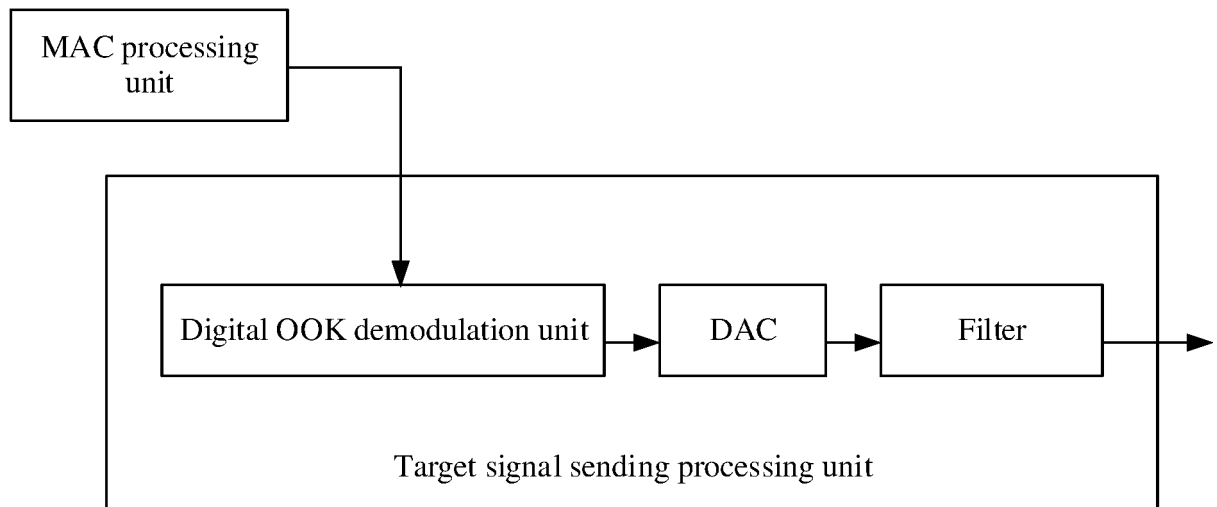 MAC processing
unit
Digital OOK demodulation unit
DAC
Filter
Target signal sending processing unit